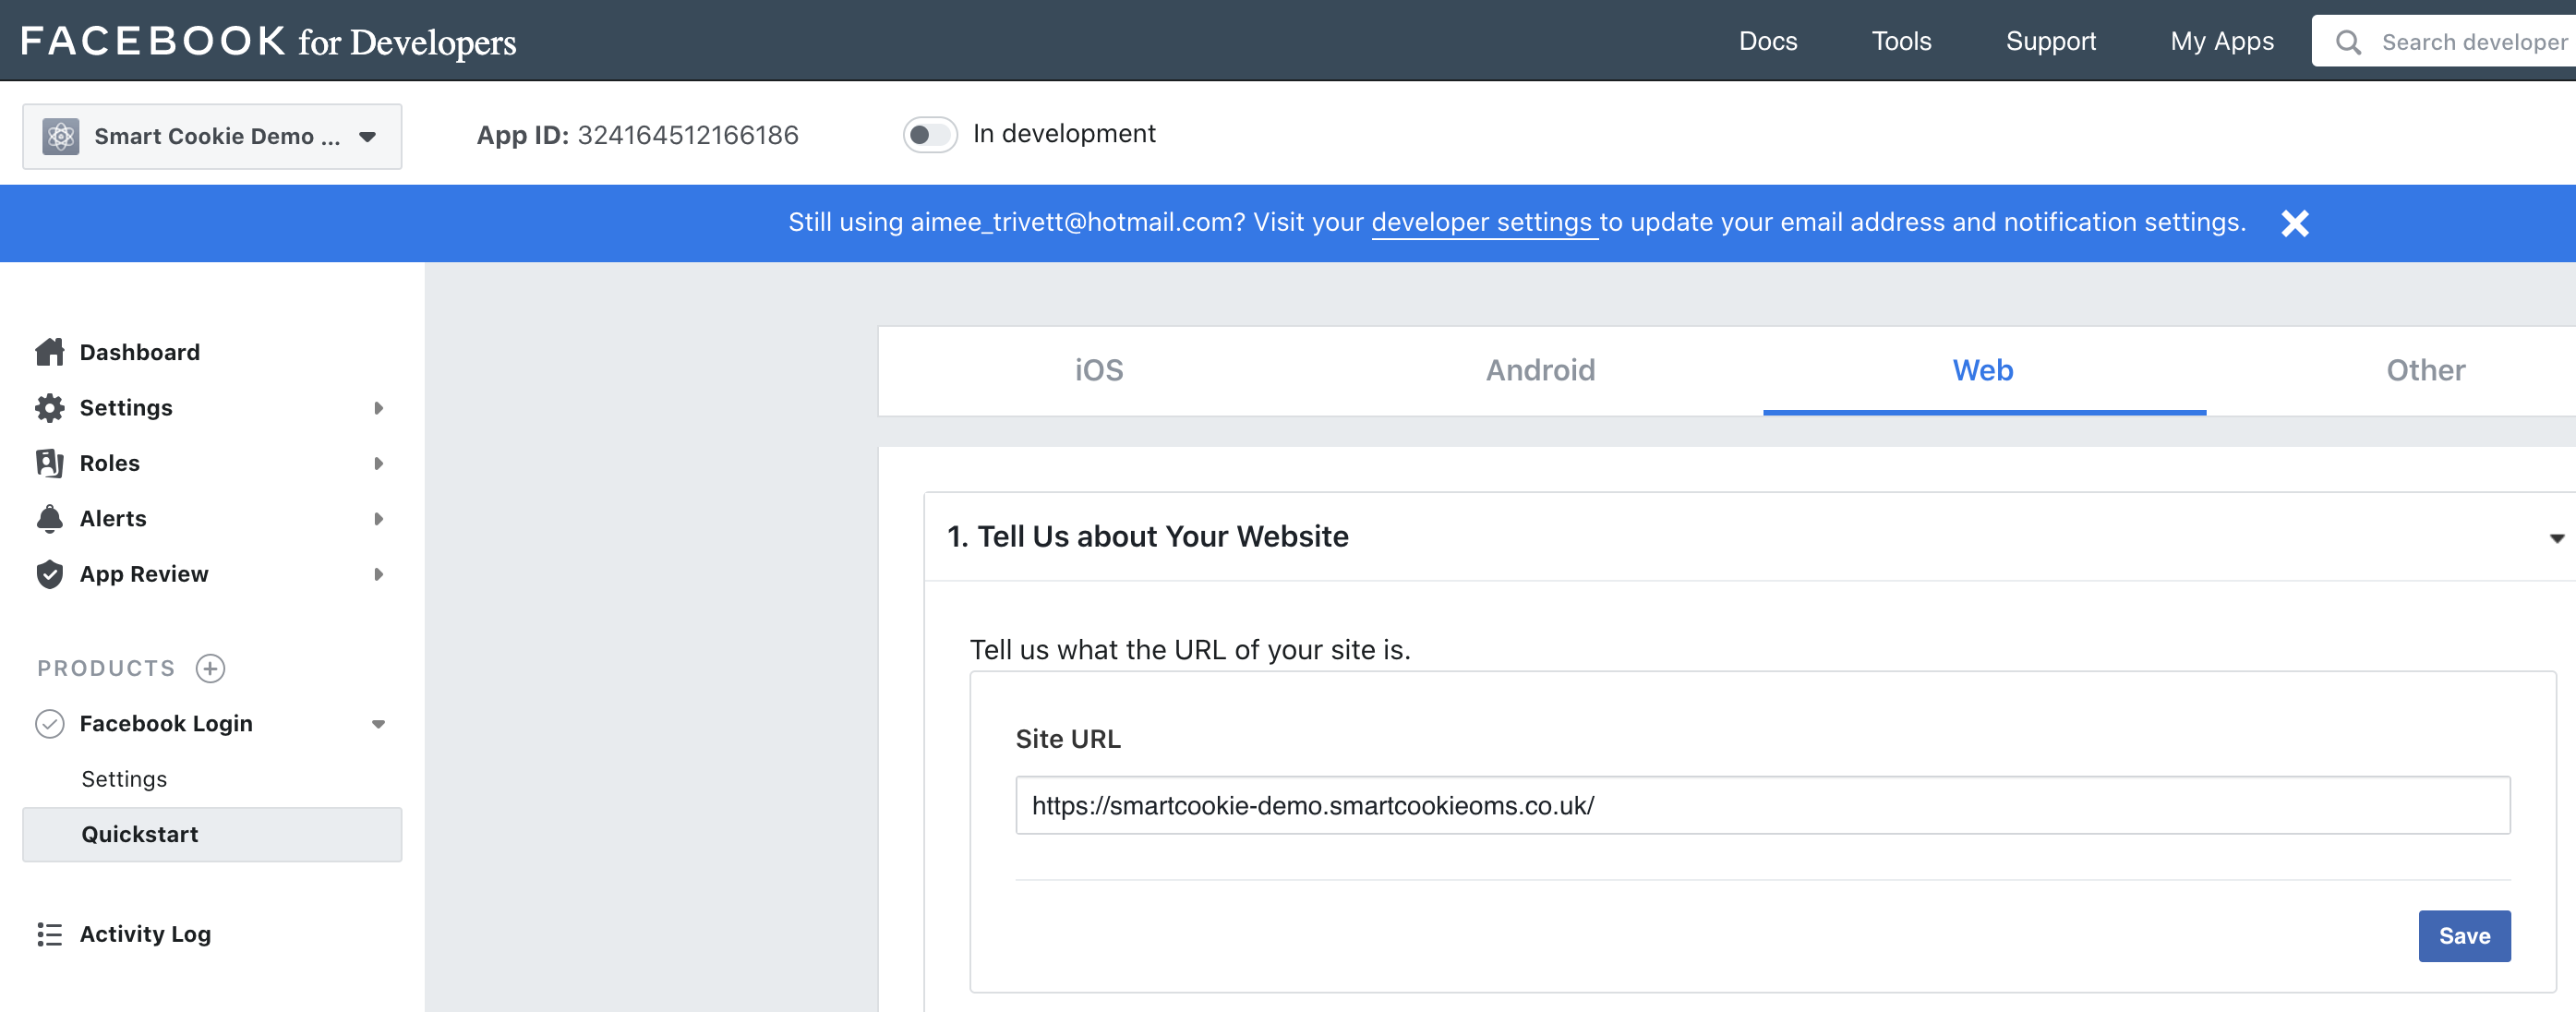 FACEBOOK for Developers
Docs
Tools
Support
My Apps
Search developer
Smart Cookie Demo ...
App ID: 324164512166186
In development
Still using aimee_trivett@hotmail.com? Visit your developer settings to update your email address and notification settings.
Dashboard
Settings
Roles
Alerts
App Review
PRODUCTS
Facebook Login
Settings
Quickstart
Activity Log
iOS
Android
Web
Other
1. Tell Us about Your Website
Tell us what the URL of your site is.
Site URL
https://smartcookie-demo.smartcookieoms.co.uk/
Save